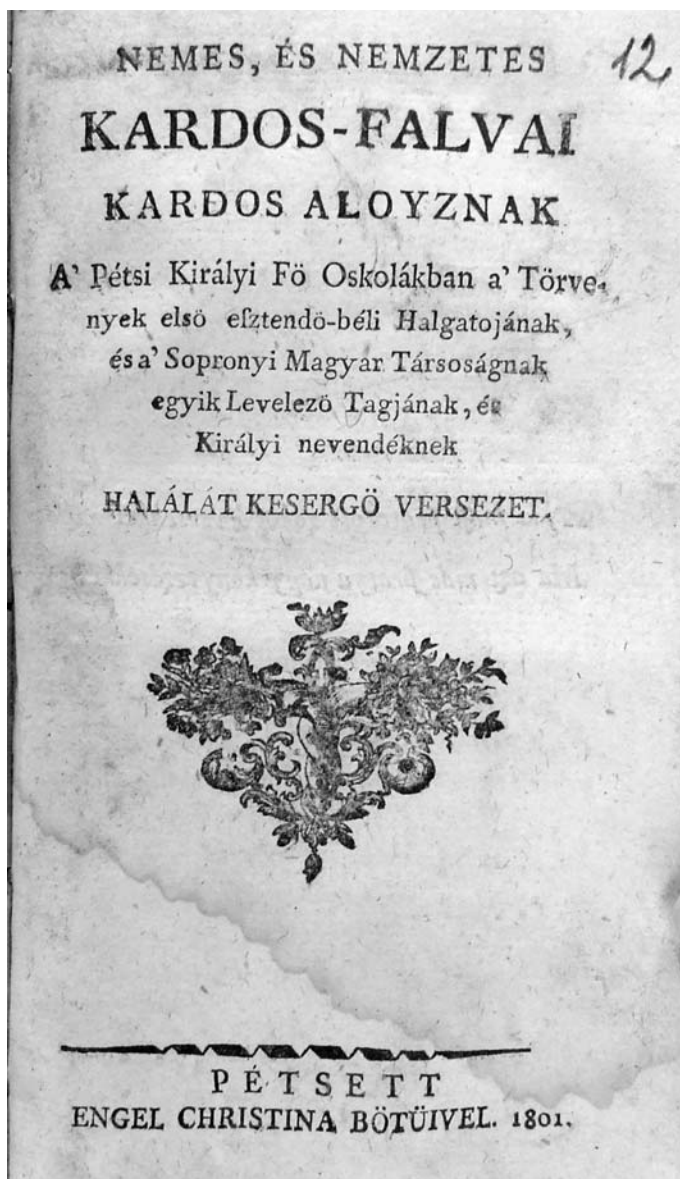 NEMES, ÉS NEMZETES 12
KARDOS-FALVAI
KARDOS ALOYZNAK
A' Pétsi Királyi Fö Oskolákban a' Törve-
nyek elsö eſztendö-béli Halgatojának,
és a' Sopronyi Magyar Társoságnak
egyik Levelezö Tagjának, és
Királyi nevendéknek
HALÁLÁT KESERGÖ VERSEZET.
PÉTSETT
ENGEL CHRISTINA BÖTÜIVEL. 1801.